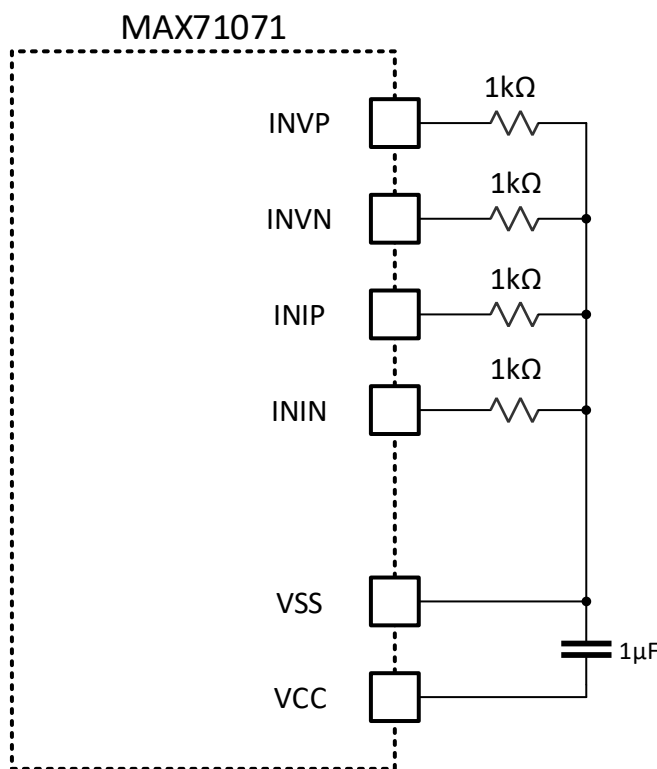 MAX71071
1kΩ
INVP
1kΩ
INVN
1kΩ
INIP
1kΩ
ININ
VSS
1µF
VCC